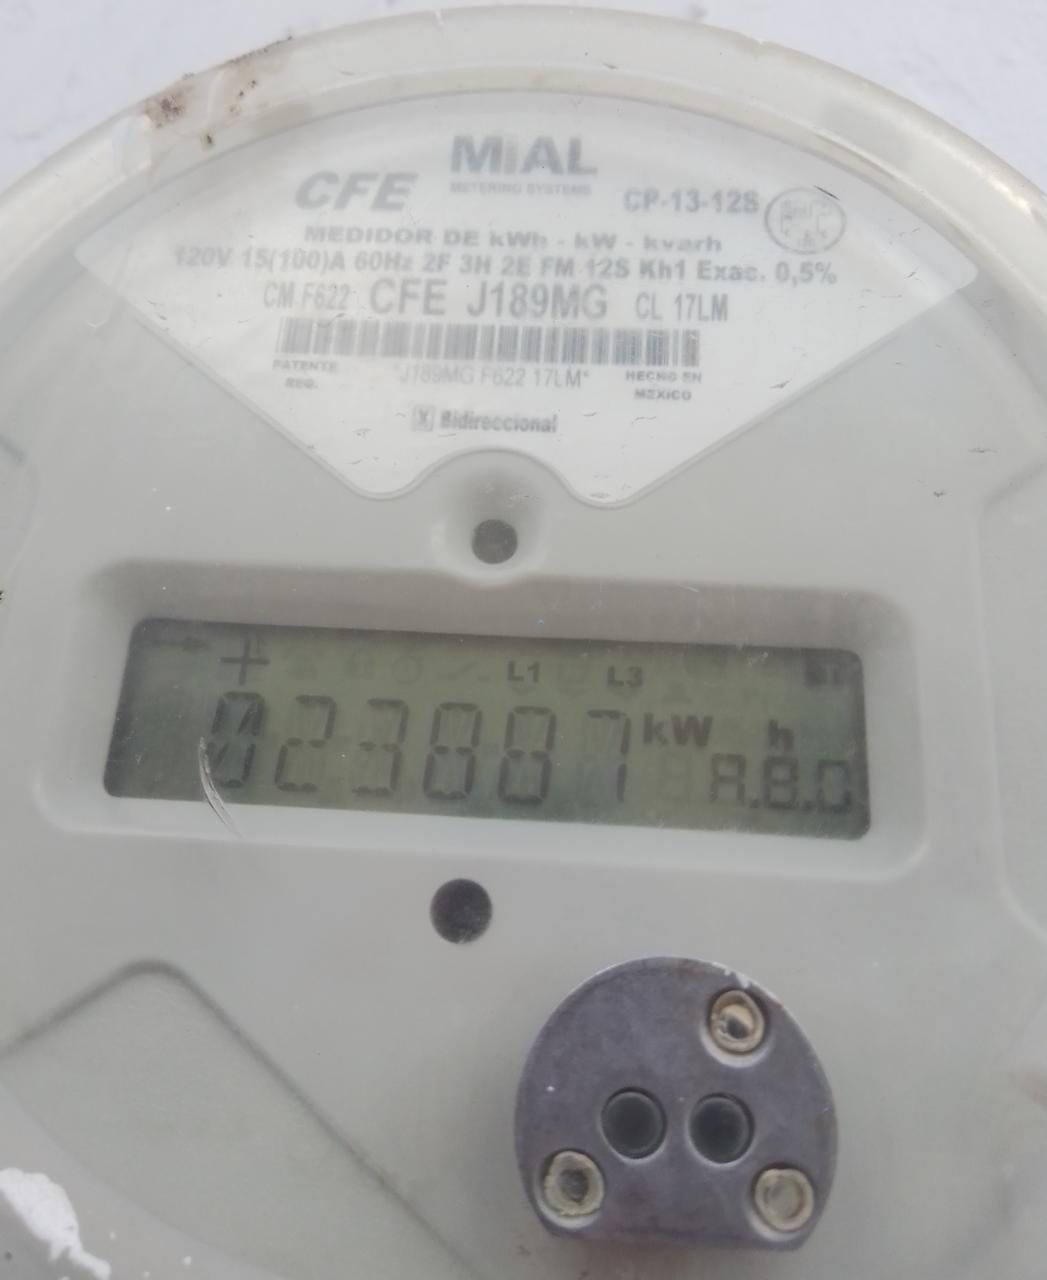 MIAL
METERING SYSTEMS
CFE
CP-13-12S
MEDIDOR DE kWh - kW - kvarh
120V 15(100)A 60Hz 2F 3H 2E FM 12S Kh1 Exac. 0,5%
CM F622 CFE J189MG CL 17LM
PATENTE REG.
*J189MG F622 17LM*
HECHO EN MEXICO
X Bidireccional
L1 L3
023887 kW h